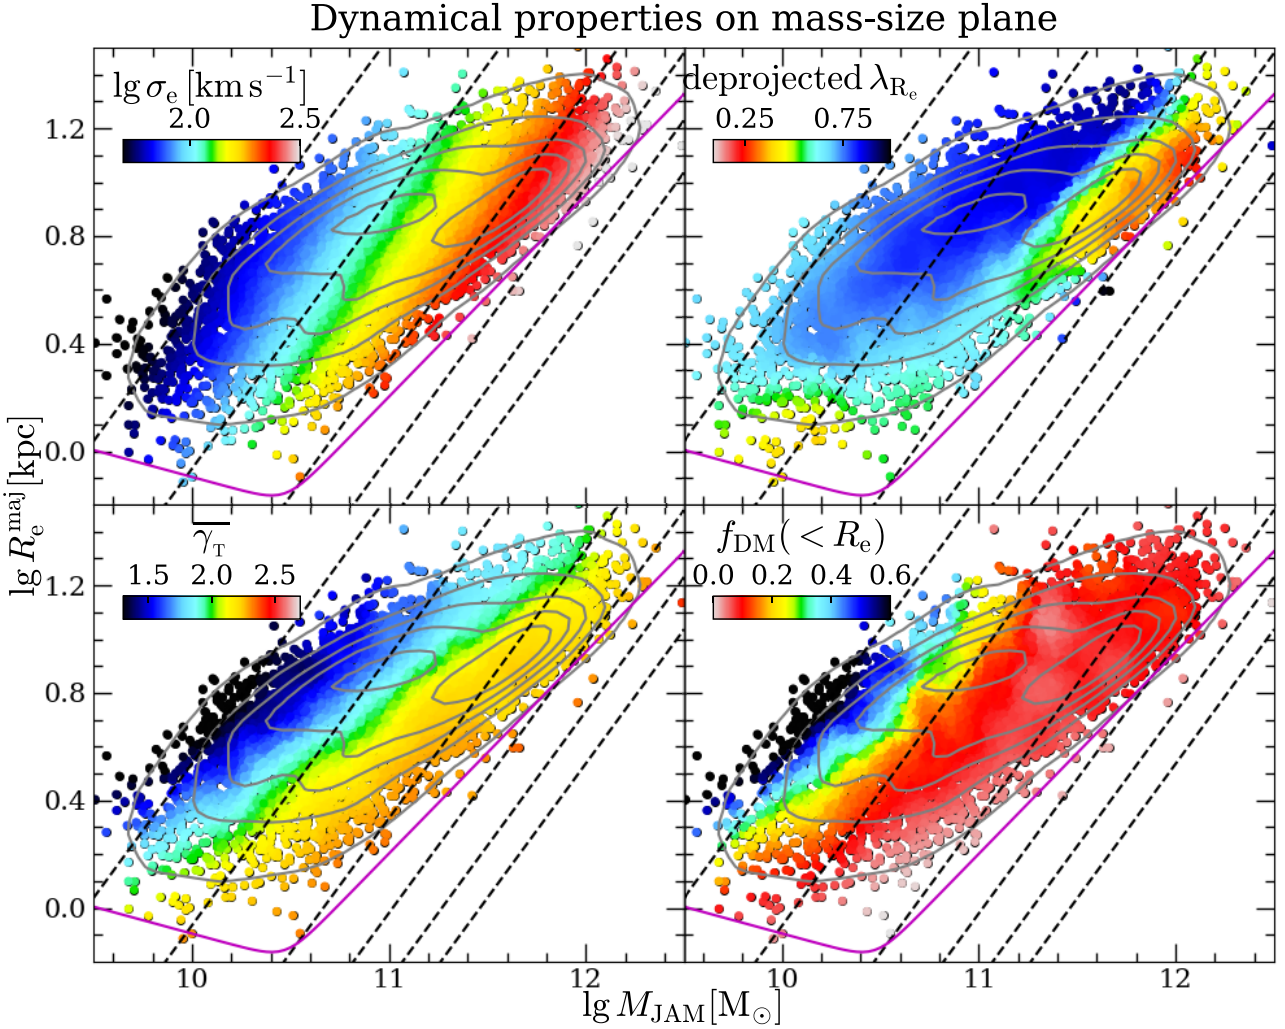 Dynamical properties on mass-size plane
lg σe [km s−1]
2.0 2.5
deprojected λRe
0.25 0.75
1.2
0.8
0.4
0.0
γT
1.5 2.0 2.5
fDM(< Re)
0.0 0.2 0.4 0.6
1.2
0.8
0.4
0.0
10 11 12 10 11 12
lg Remaj[kpc]
lg MJAM[M⊙]